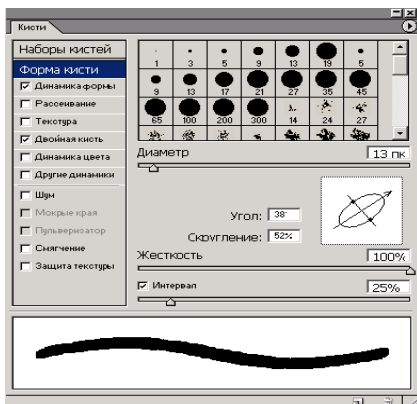 Кисти
Наборы кистей
Форма кисти
Динамика формы
Рассеивание
Текстура
Двойная кисть
Динамика цвета
Другие динамики
Шум
Мокрые края
Пульверизатор
Смягчение
Защита текстуры
1 3 5 9 13 19 5
9 13 17 21 27 35 45
65 100 200 300 14 24 27
Диаметр 13 пк
Угол: 38°
Скругление: 52%
Жесткость 100%
Интервал 25%